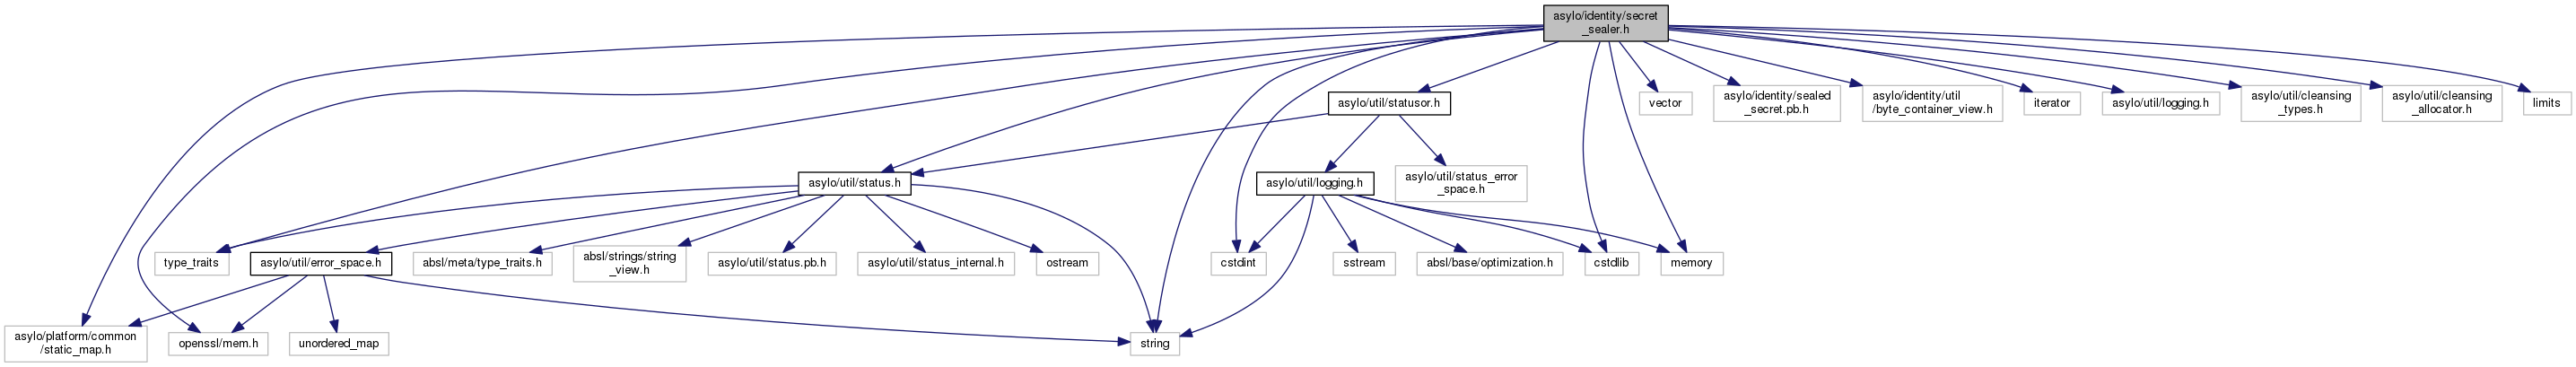 asylo/identity/secret
_sealer.h
asylo/util/statusor.h
vector
asylo/identity/sealed
_secret.pb.h
asylo/identity/util
/byte_container_view.h
iterator
asylo/util/logging.h
asylo/util/cleansing
_types.h
asylo/util/cleansing
_allocator.h
limits
asylo/util/status.h
asylo/util/logging.h
asylo/util/status_error
_space.h
type_traits
asylo/util/error_space.h
absl/meta/type_traits.h
absl/strings/string
_view.h
asylo/util/status.pb.h
asylo/util/status_internal.h
ostream
cstdint
sstream
absl/base/optimization.h
cstdlib
memory
asylo/platform/common
/static_map.h
openssl/mem.h
unordered_map
string